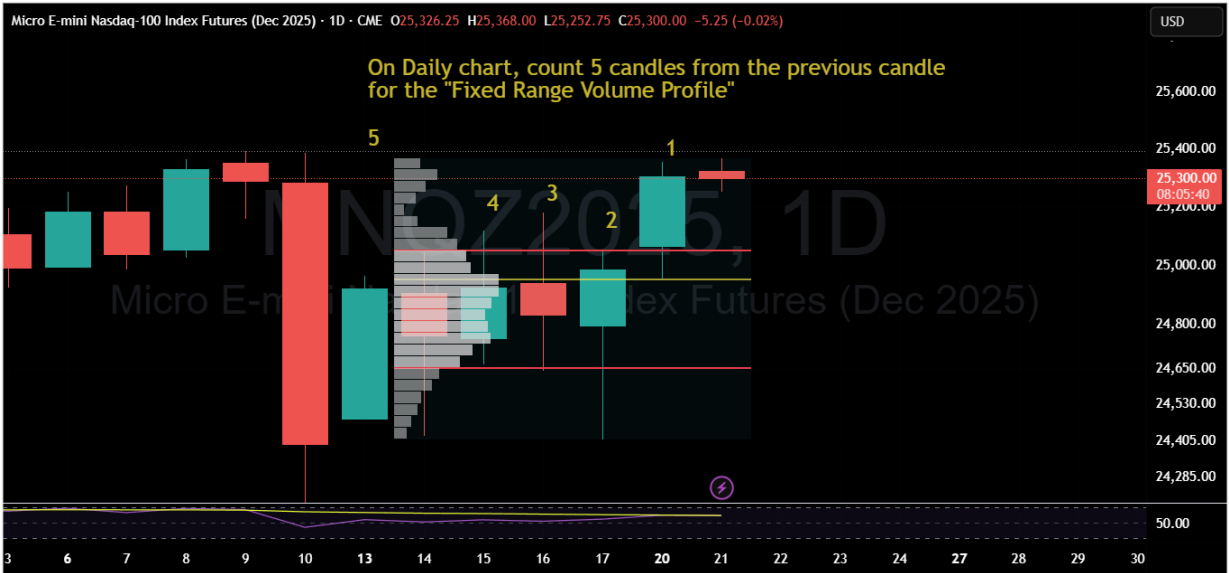 Micro E-mini Nasdaq-100 Index Futures (Dec 2025) · 1D · CME O25,326.25 H25,368.00 L25,252.75 C25,300.00 −5.25 (−0.02%)
USD
On Daily chart, count 5 candles from the previous candle
for the "Fixed Range Volume Profile"
25,600.00
5
1
25,400.00
25,300.00
08:05:40
3
4
2
25,200.00
MNQZ2025, 1D
25,000.00
Micro E-mini Nasdaq-100 Index Futures (Dec 2025)
24,800.00
24,650.00
24,530.00
24,405.00
24,285.00
50.00
3 6 7 8 9 10 13 14 15 16 17 20 21 22 23 24 27 28 29 30